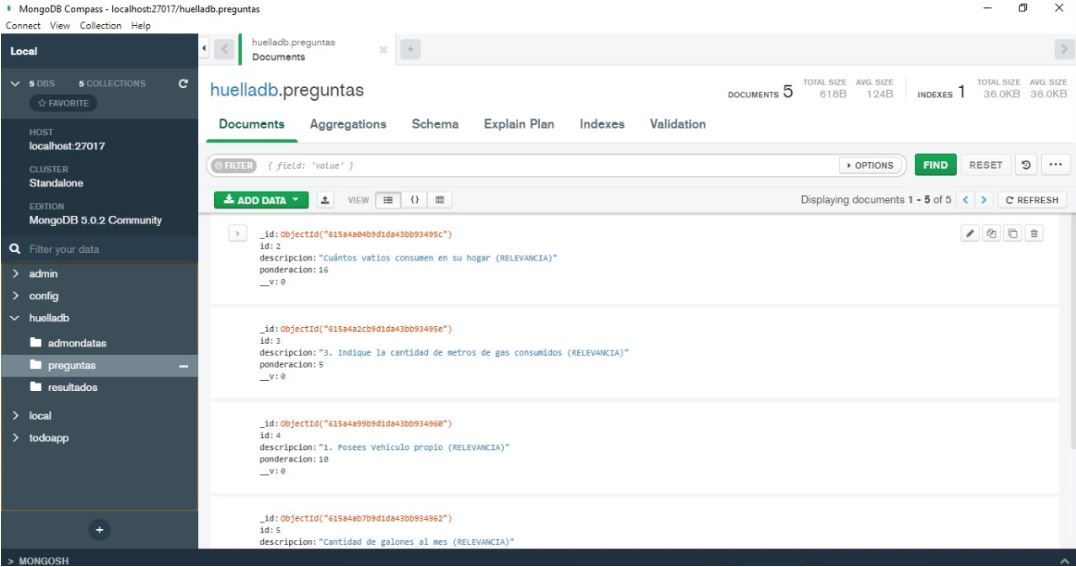 MongoDB Compass - localhost:27017/huelladb.preguntas
Connect View Collection Help
Local
5 DBS 5 COLLECTIONS
☆ FAVORITE
HOST
localhost:27017
CLUSTER
Standalone
EDITION
MongoDB 5.0.2 Community
Filter your data
admin
config
huelladb
admondatas
preguntas
resultados
local
todoapp
huelladb.preguntas
Documents
huelladb.preguntas
DOCUMENTS 5 TOTAL SIZE 618B AVG. SIZE 124B INDEXES 1 TOTAL SIZE 36.0KB AVG. SIZE 36.0KB
Documents Aggregations Schema Explain Plan Indexes Validation
FILTER { field: 'value' } OPTIONS FIND RESET ...
ADD DATA VIEW {} Displaying documents 1 - 5 of 5 < > REFRESH
_id: ObjectId("615a4a04b9d1da43bb93495c")
id: 2
descripcion: "Cuántos vatios consumen en su hogar (RELEVANCIA)"
ponderacion: 16
__v: 0
_id: ObjectId("615a4a2cb9d1da43bb93495e")
id: 3
descripcion: "3. Indique la cantidad de metros de gas consumidos (RELEVANCIA)"
ponderacion: 5
__v: 0
_id: ObjectId("615a4a99b9d1da43bb934960")
id: 4
descripcion: "1. Posees Vehiculo propio (RELEVANCIA)"
ponderacion: 10
__v: 0
_id: ObjectId("615a4ab7b9d1da43bb934962")
id: 5
descripcion: "Cantidad de galones al mes (RELEVANCIA)"
> MONGOSH